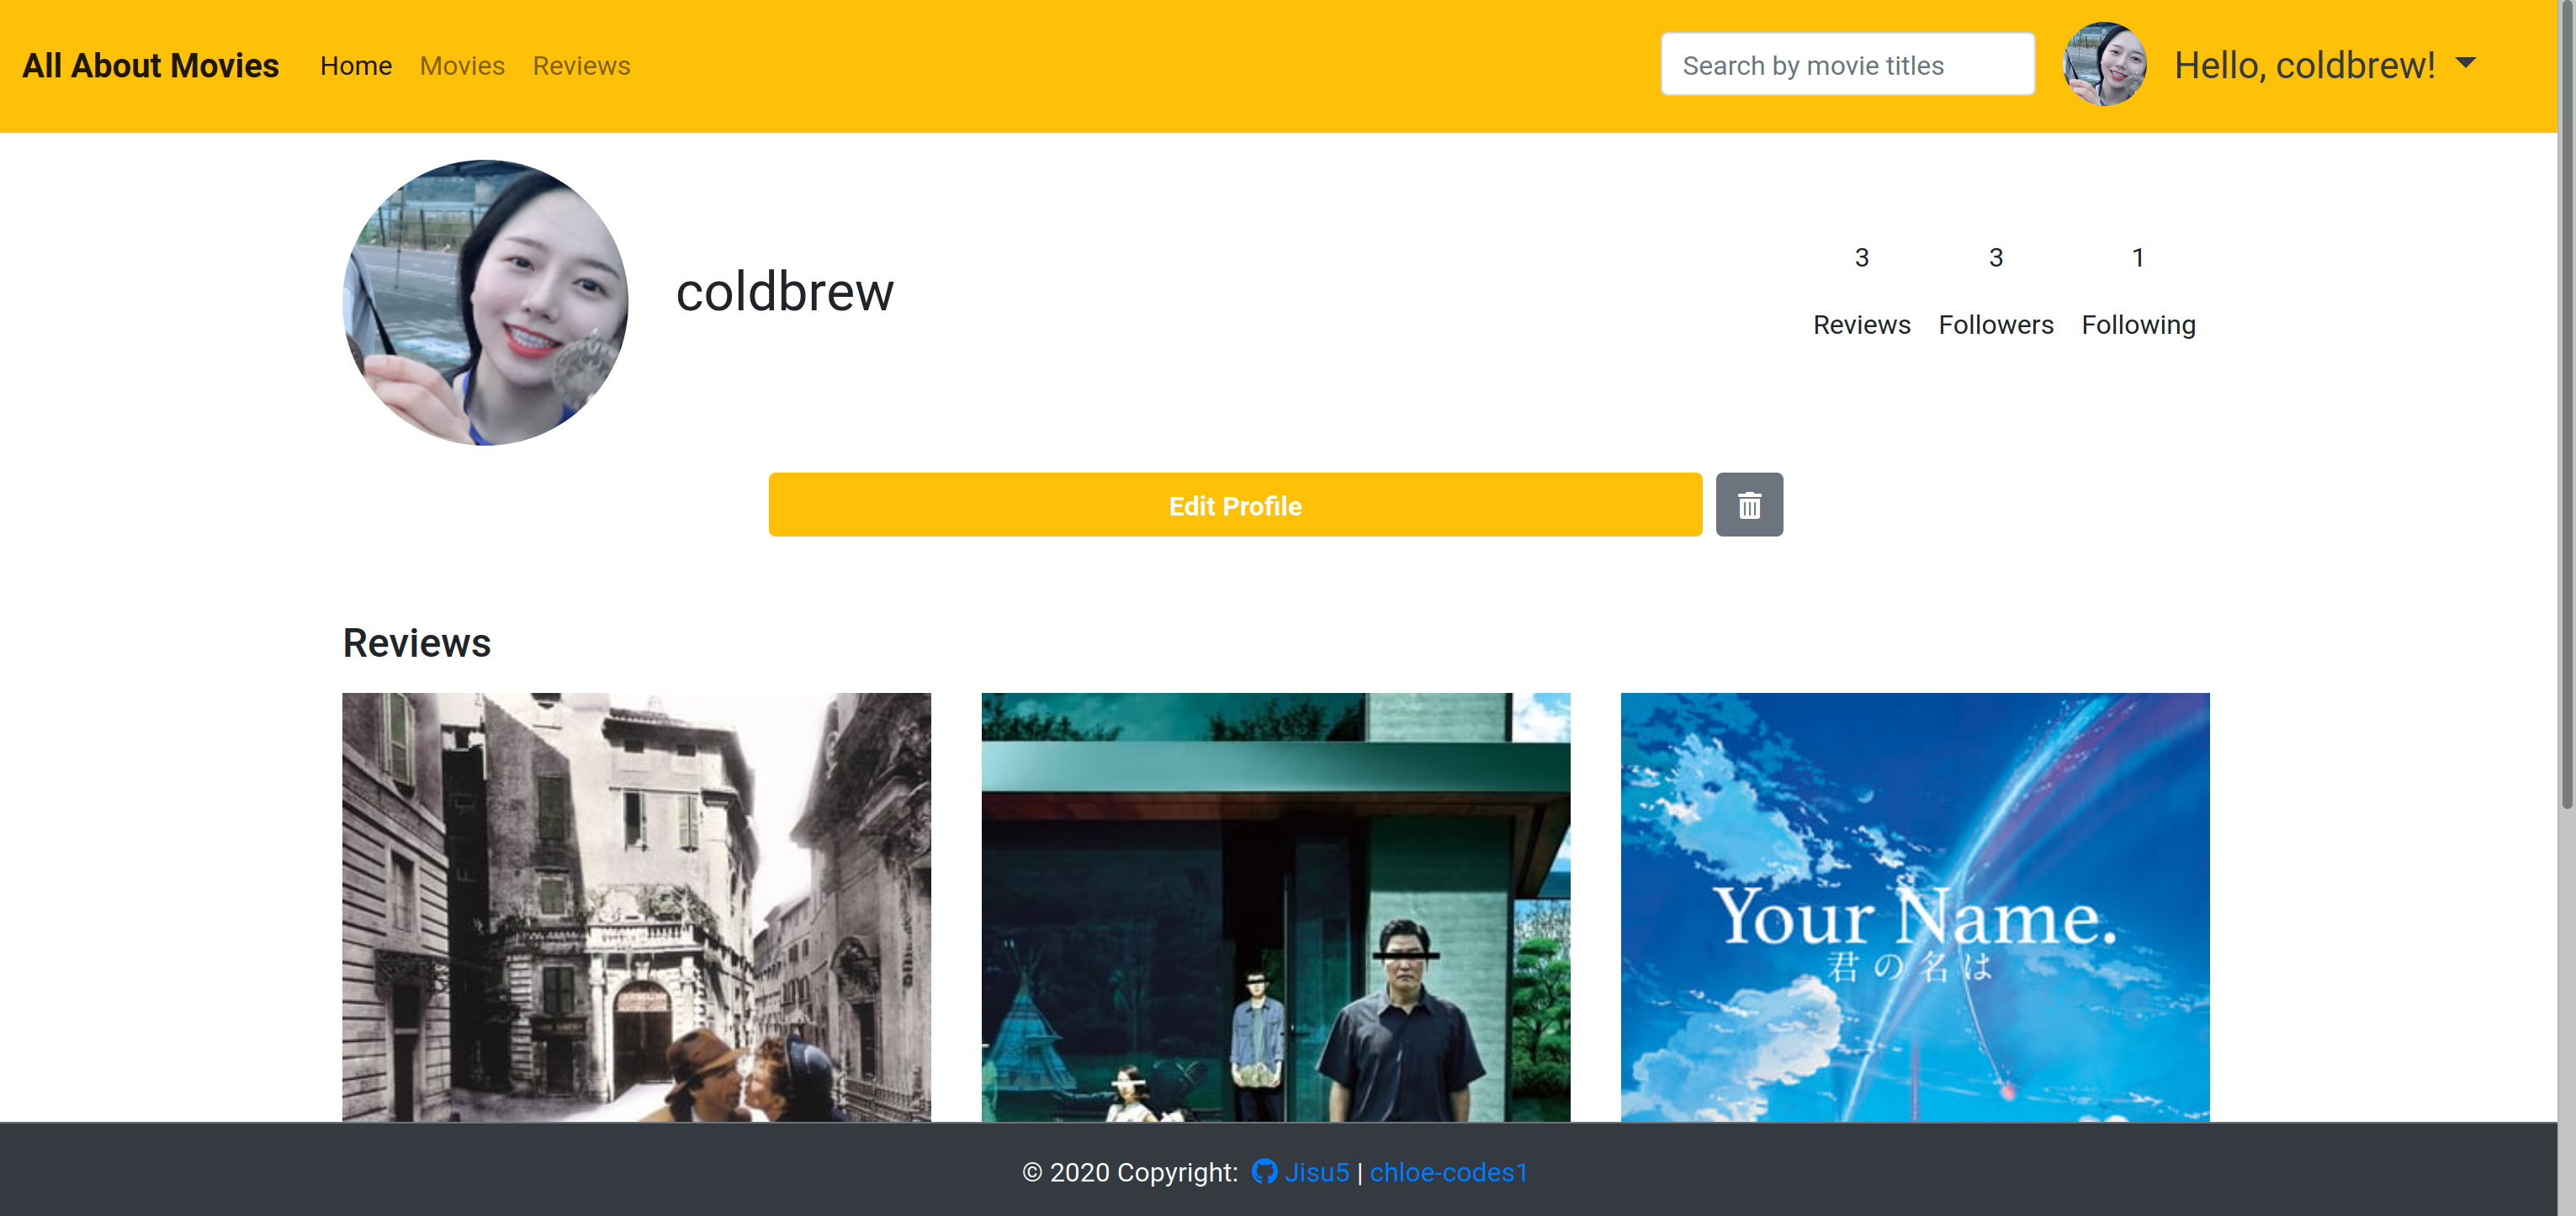 All About Movies Home Movies Reviews Search by movie titles Hello, coldbrew!
coldbrew
3 3 1
Reviews Followers Following
Edit Profile
Reviews
Your Name.
君の名は
© 2020 Copyright: Jisu5 | chloe-codes1